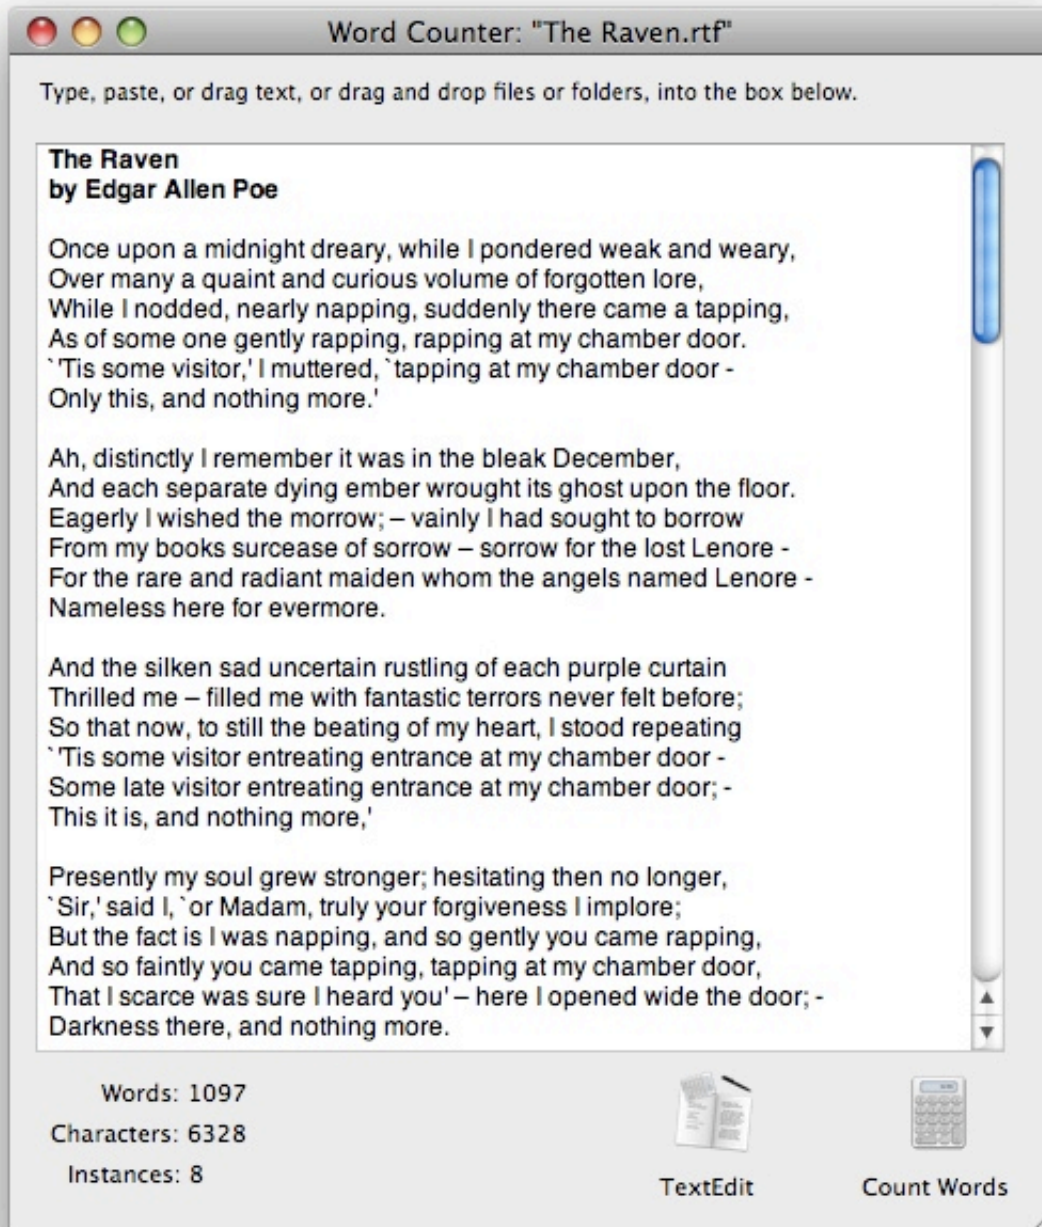 Word Counter: "The Raven.rtf"
Type, paste, or drag text, or drag and drop files or folders, into the box below.
The Raven
by Edgar Allen Poe
Once upon a midnight dreary, while I pondered weak and weary,
Over many a quaint and curious volume of forgotten lore,
While I nodded, nearly napping, suddenly there came a tapping,
As of some one gently rapping, rapping at my chamber door.
`'Tis some visitor,' I muttered, `tapping at my chamber door -
Only this, and nothing more.'
Ah, distinctly I remember it was in the bleak December,
And each separate dying ember wrought its ghost upon the floor.
Eagerly I wished the morrow; – vainly I had sought to borrow
From my books surcease of sorrow – sorrow for the lost Lenore -
For the rare and radiant maiden whom the angels named Lenore -
Nameless here for evermore.
And the silken sad uncertain rustling of each purple curtain
Thrilled me – filled me with fantastic terrors never felt before;
So that now, to still the beating of my heart, I stood repeating
`'Tis some visitor entreating entrance at my chamber door -
Some late visitor entreating entrance at my chamber door; -
This it is, and nothing more,'
Presently my soul grew stronger; hesitating then no longer,
`Sir,' said I, `or Madam, truly your forgiveness I implore;
But the fact is I was napping, and so gently you came rapping,
And so faintly you came tapping, tapping at my chamber door,
That I scarce was sure I heard you' – here I opened wide the door; -
Darkness there, and nothing more.
Words: 1097
Characters: 6328
Instances: 8
TextEdit
Count Words